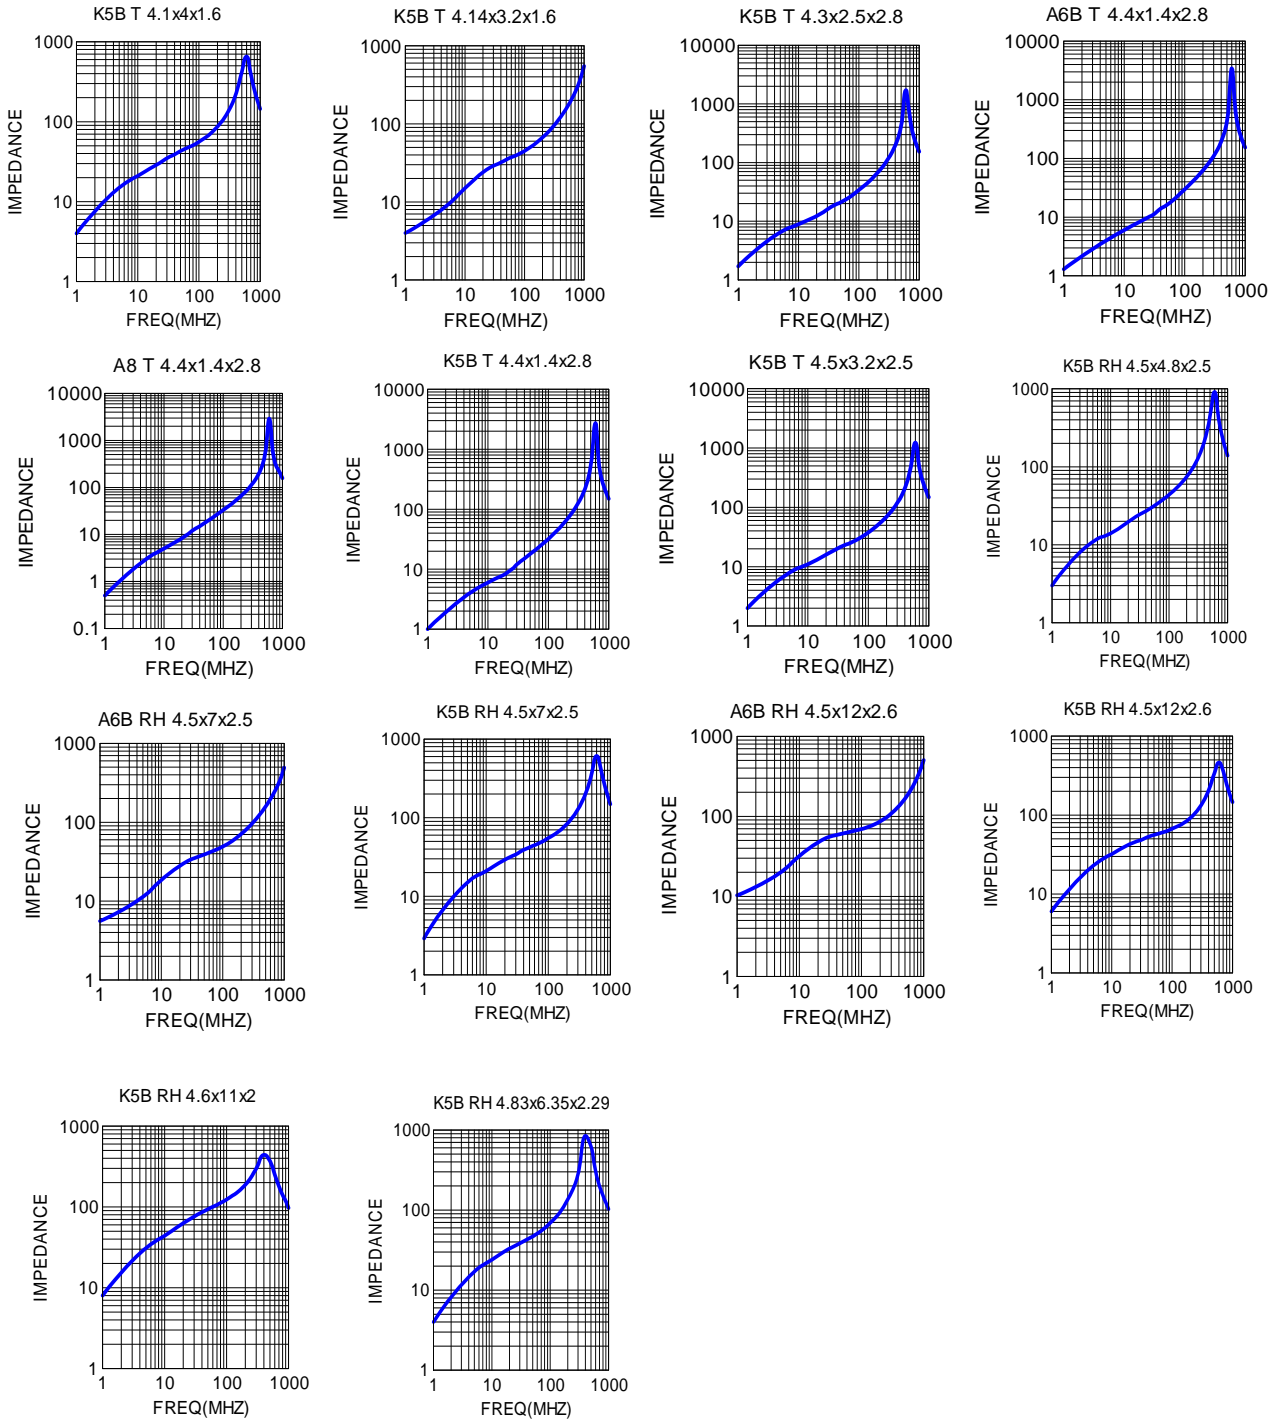 K5B T 4.1x4x1.6
IMPEDANCE
1000
100
10
1
1 10 100 1000
FREQ(MHZ)
K5B T 4.14x3.2x1.6
IMPEDANCE
1000
100
10
1
1 10 100 1000
FREQ(MHZ)
K5B T 4.3x2.5x2.8
IMPEDANCE
10000
1000
100
10
1
1 10 100 1000
FREQ(MHZ)
A6B T 4.4x1.4x2.8
IMPEDANCE
10000
1000
100
10
1
1 10 100 1000
FREQ(MHZ)
A8 T 4.4x1.4x2.8
IMPEDANCE
10000
1000
100
10
1
0.1
1 10 100 1000
FREQ(MHZ)
K5B T 4.4x1.4x2.8
IMPEDANCE
10000
1000
100
10
1
1 10 100 1000
FREQ(MHZ)
K5B T 4.5x3.2x2.5
IMPEDANCE
10000
1000
100
10
1
1 10 100 1000
FREQ(MHZ)
K5B RH 4.5x4.8x2.5
IMPEDANCE
1000
100
10
1
1 10 100 1000
FREQ(MHZ)
A6B RH 4.5x7x2.5
IMPEDANCE
1000
100
10
1
1 10 100 1000
FREQ(MHZ)
K5B RH 4.5x7x2.5
IMPEDANCE
1000
100
10
1
1 10 100 1000
FREQ(MHZ)
A6B RH 4.5x12x2.6
IMPEDANCE
1000
100
10
1
1 10 100 1000
FREQ(MHZ)
K5B RH 4.5x12x2.6
IMPEDANCE
1000
100
10
1
1 10 100 1000
FREQ(MHZ)
K5B RH 4.6x11x2
IMPEDANCE
1000
100
10
1
1 10 100 1000
FREQ(MHZ)
K5B RH 4.83x6.35x2.29
IMPEDANCE
1000
100
10
1
1 10 100 1000
FREQ(MHZ)